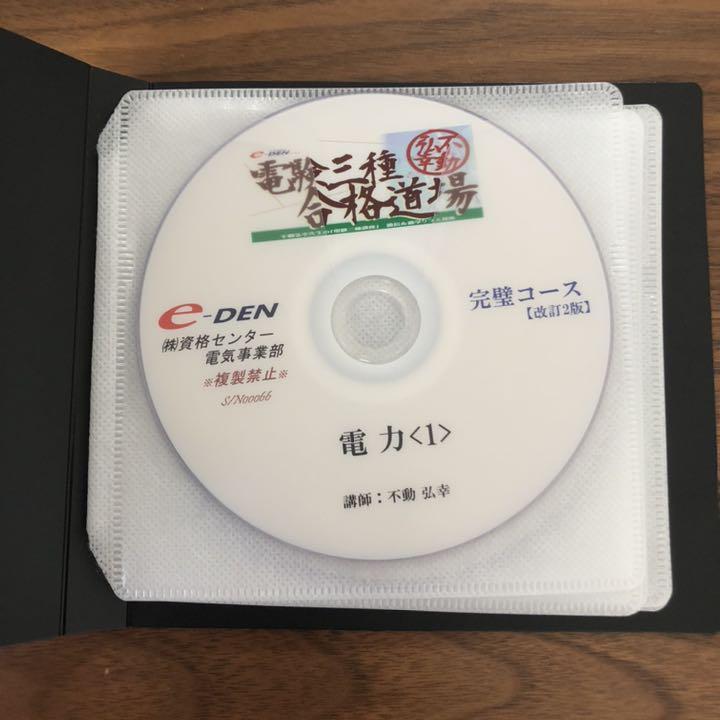 e-DEN
電験三種
合格道場
不動
弘幸
e-DEN
㈱資格センター
電気事業部
※複製禁止※
S/N00066
完璧コース
【改訂2版】
電 力<1>
講師：不動 弘幸